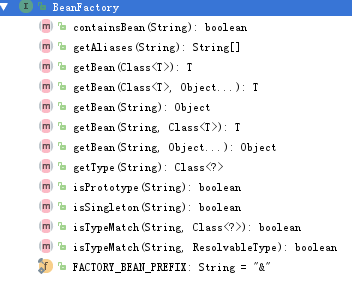 BeanFactory
containsBean(String): boolean
getAliases(String): String[]
getBean(Class<T>): T
getBean(Class<T>, Object...): T
getBean(String): Object
getBean(String, Class<T>): T
getBean(String, Object...): Object
getType(String): Class<?>
isPrototype(String): boolean
isSingleton(String): boolean
isTypeMatch(String, Class<?>): boolean
isTypeMatch(String, ResolvableType): boolean
FACTORY_BEAN_PREFIX: String = "&"